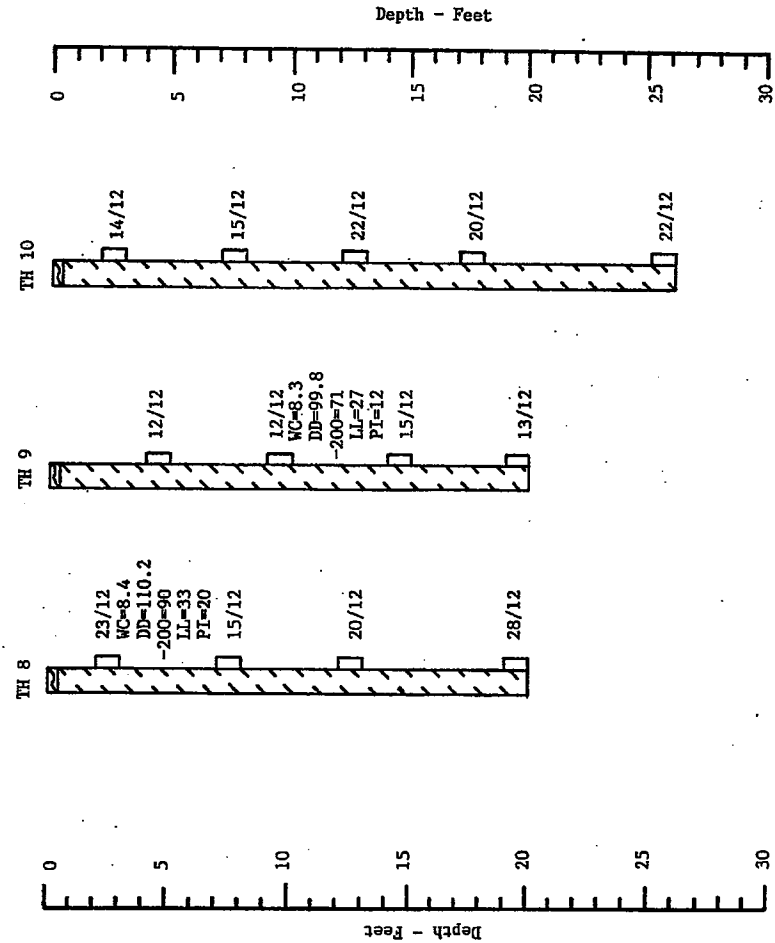 Depth - Feet
0
5
10
15
20
25
30
TH 10
14/12
15/12
22/12
20/12
22/12
TH 9
12/12
12/12
WC=8.3
DD=99.8
-200=71
LL=27
PI=12
15/12
13/12
TH 8
23/12
WC=8.4
DD=110.2
-200=90
LL=33
PI=20
15/12
20/12
28/12
0
5
10
15
20
30
Depth - Feet